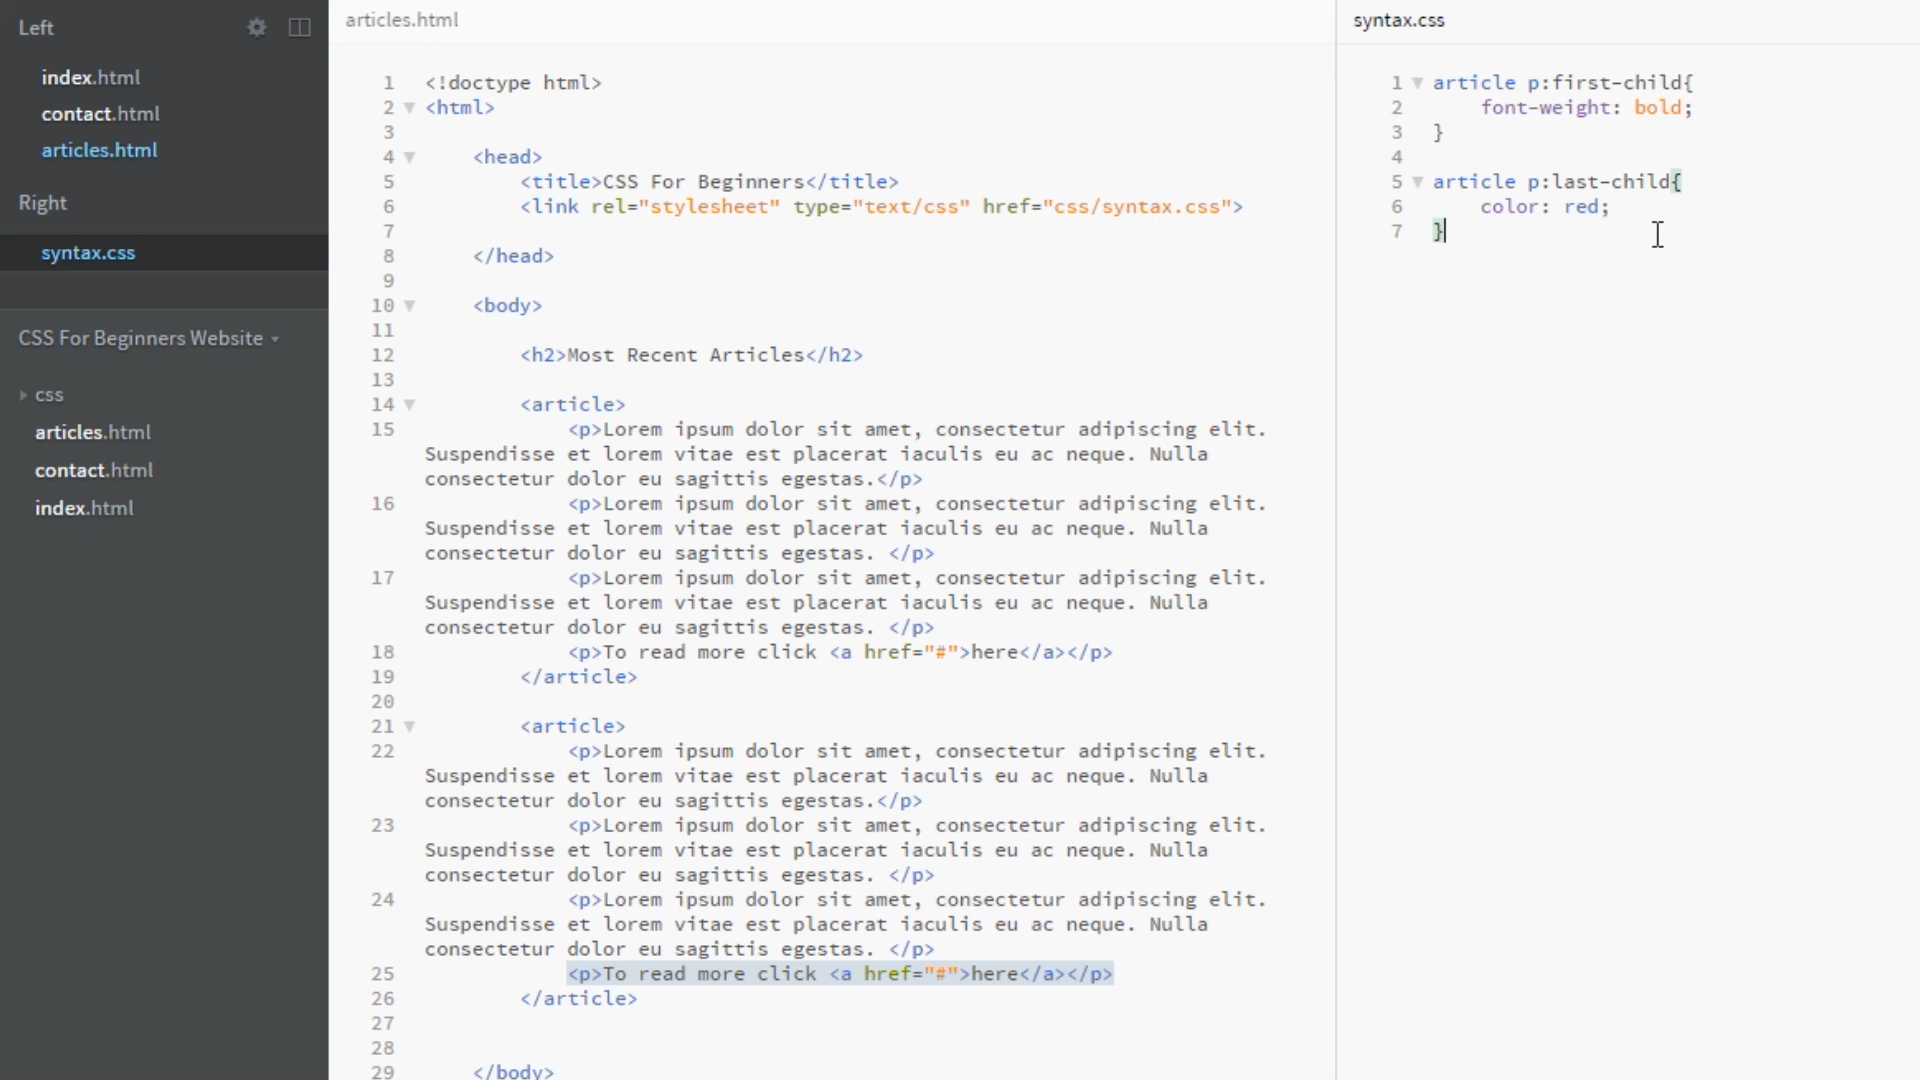 Left
index.html
contact.html
articles.html
Right
syntax.css
CSS For Beginners Website
css
articles.html
contact.html
index.html
articles.html
1 <!doctype html>
2 <html>
3
4 <head>
5 <title>CSS For Beginners</title>
6 <link rel="stylesheet" type="text/css" href="css/syntax.css">
7
8 </head>
9
10 <body>
11
12 <h2>Most Recent Articles</h2>
13
14 <article>
15 <p>Lorem ipsum dolor sit amet, consectetur adipiscing elit.
Suspendisse et lorem vitae est placerat iaculis eu ac neque. Nulla
consectetur dolor eu sagittis egestas.</p>
16 <p>Lorem ipsum dolor sit amet, consectetur adipiscing elit.
Suspendisse et lorem vitae est placerat iaculis eu ac neque. Nulla
consectetur dolor eu sagittis egestas. </p>
17 <p>Lorem ipsum dolor sit amet, consectetur adipiscing elit.
Suspendisse et lorem vitae est placerat iaculis eu ac neque. Nulla
consectetur dolor eu sagittis egestas. </p>
18 <p>To read more click <a href="#">here</a></p>
19 </article>
20
21 <article>
22 <p>Lorem ipsum dolor sit amet, consectetur adipiscing elit.
Suspendisse et lorem vitae est placerat iaculis eu ac neque. Nulla
consectetur dolor eu sagittis egestas.</p>
23 <p>Lorem ipsum dolor sit amet, consectetur adipiscing elit.
Suspendisse et lorem vitae est placerat iaculis eu ac neque. Nulla
consectetur dolor eu sagittis egestas. </p>
24 <p>Lorem ipsum dolor sit amet, consectetur adipiscing elit.
Suspendisse et lorem vitae est placerat iaculis eu ac neque. Nulla
consectetur dolor eu sagittis egestas. </p>
25 <p>To read more click <a href="#">here</a></p>
26 </article>
27
28
29 </body>
syntax.css
1 article p:first-child{
2 font-weight: bold;
3 }
4
5 article p:last-child{
6 color: red;
7 }